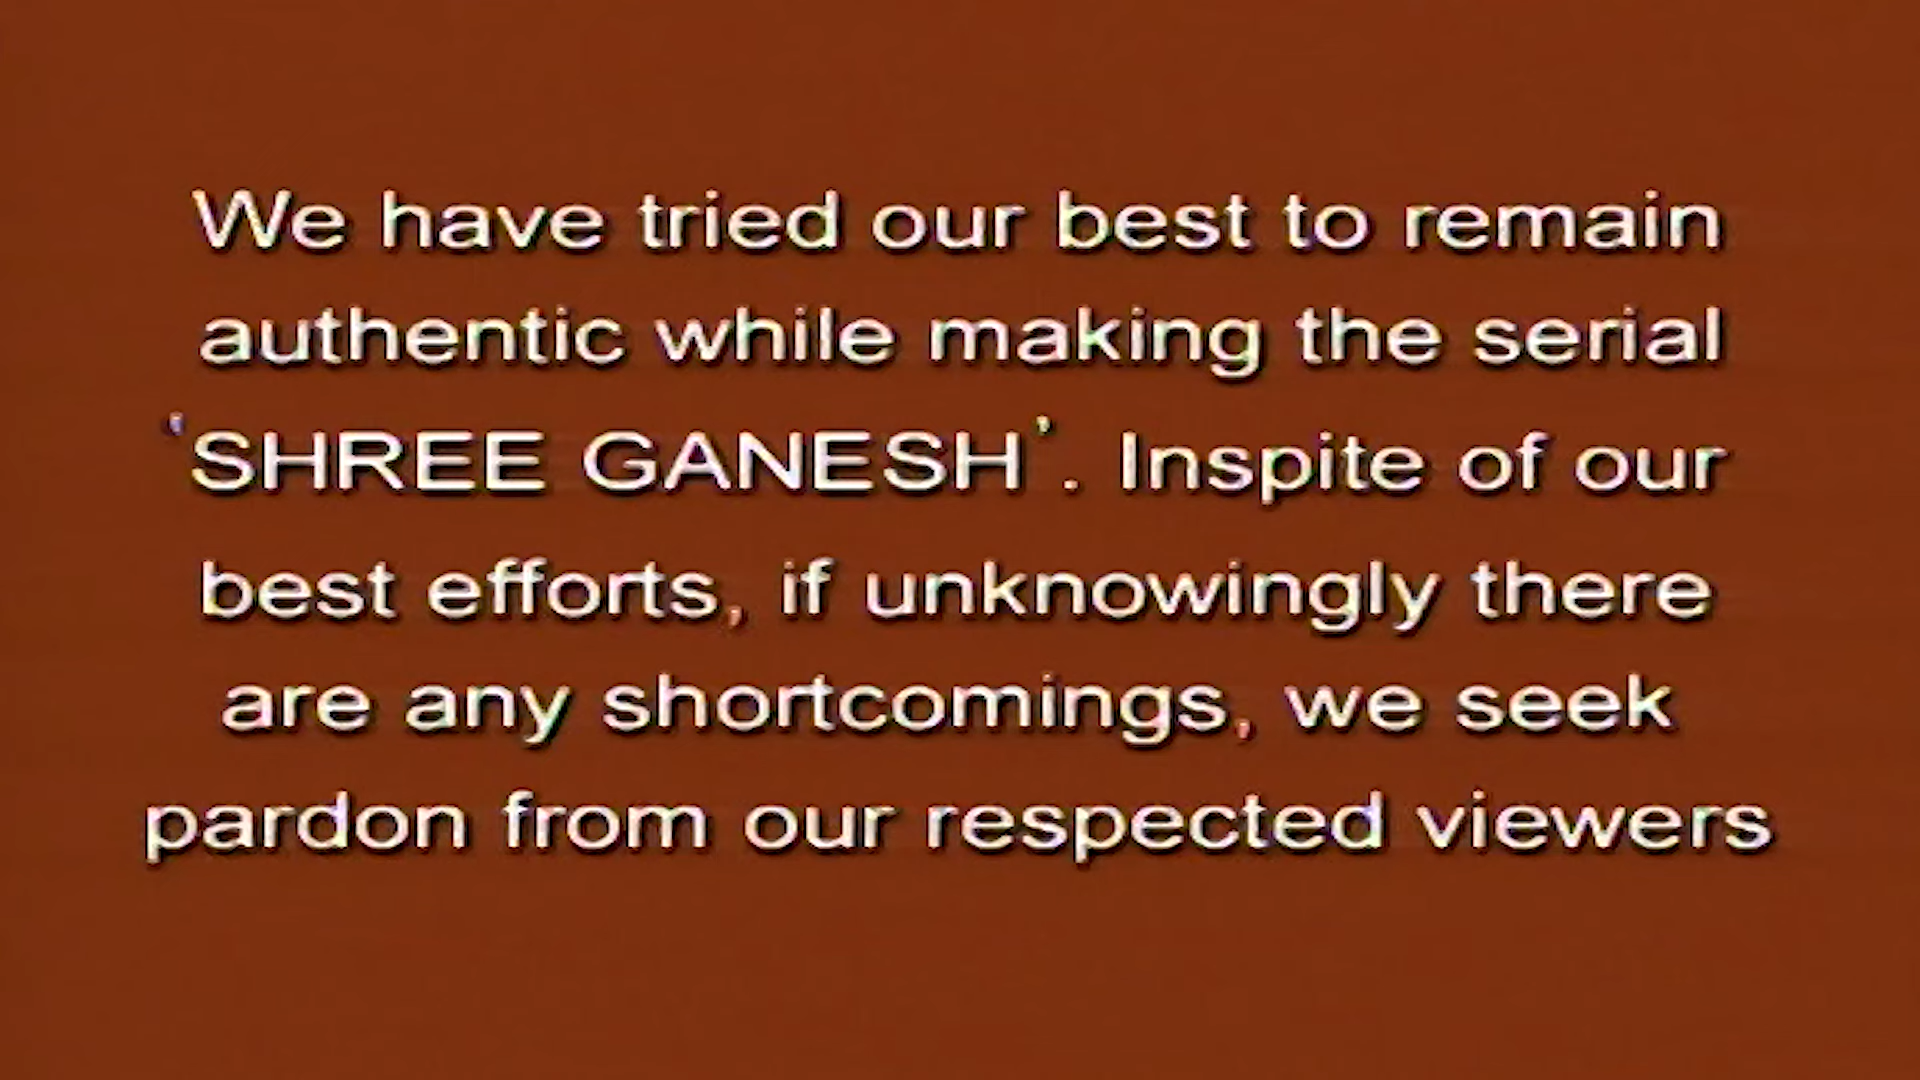 We have tried our best to remain
authentic while making the serial
'SHREE GANESH'. Inspite of our
best efforts, if unknowingly there
are any shortcomings, we seek
pardon from our respected viewers